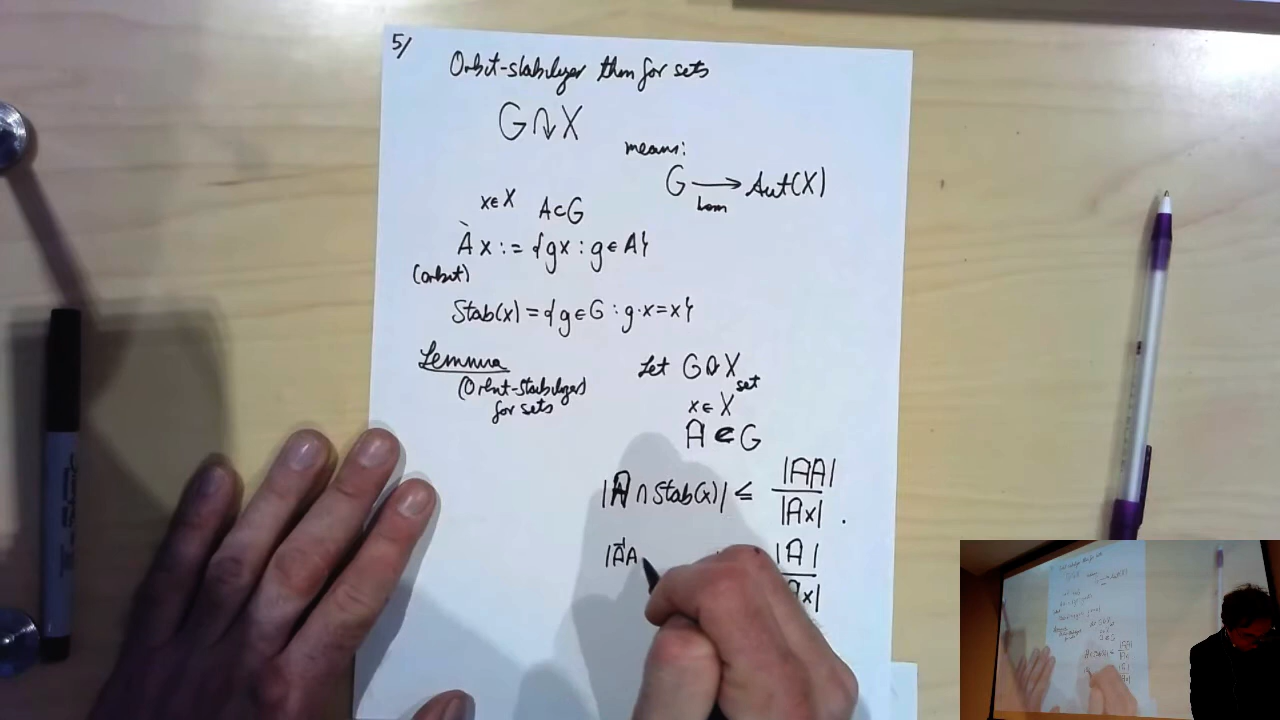 5/
Orbit-stabilizer thm for sets
G↷X
means:
G ⟶ Aut(X)
hom
x∈X A⊂G
A x := {gx : g ∈ A}
(orbit)
Stab(x) = {g ∈ G : g·x = x}
Lemma
(Orbit-stabilizer)
for sets
Let G↷X
set
x ∈ X
A ⊂ G
|A ∩ Stab(x)| ≤ |AA| / |Ax| .
|A⁻¹A |A| / |Ax|